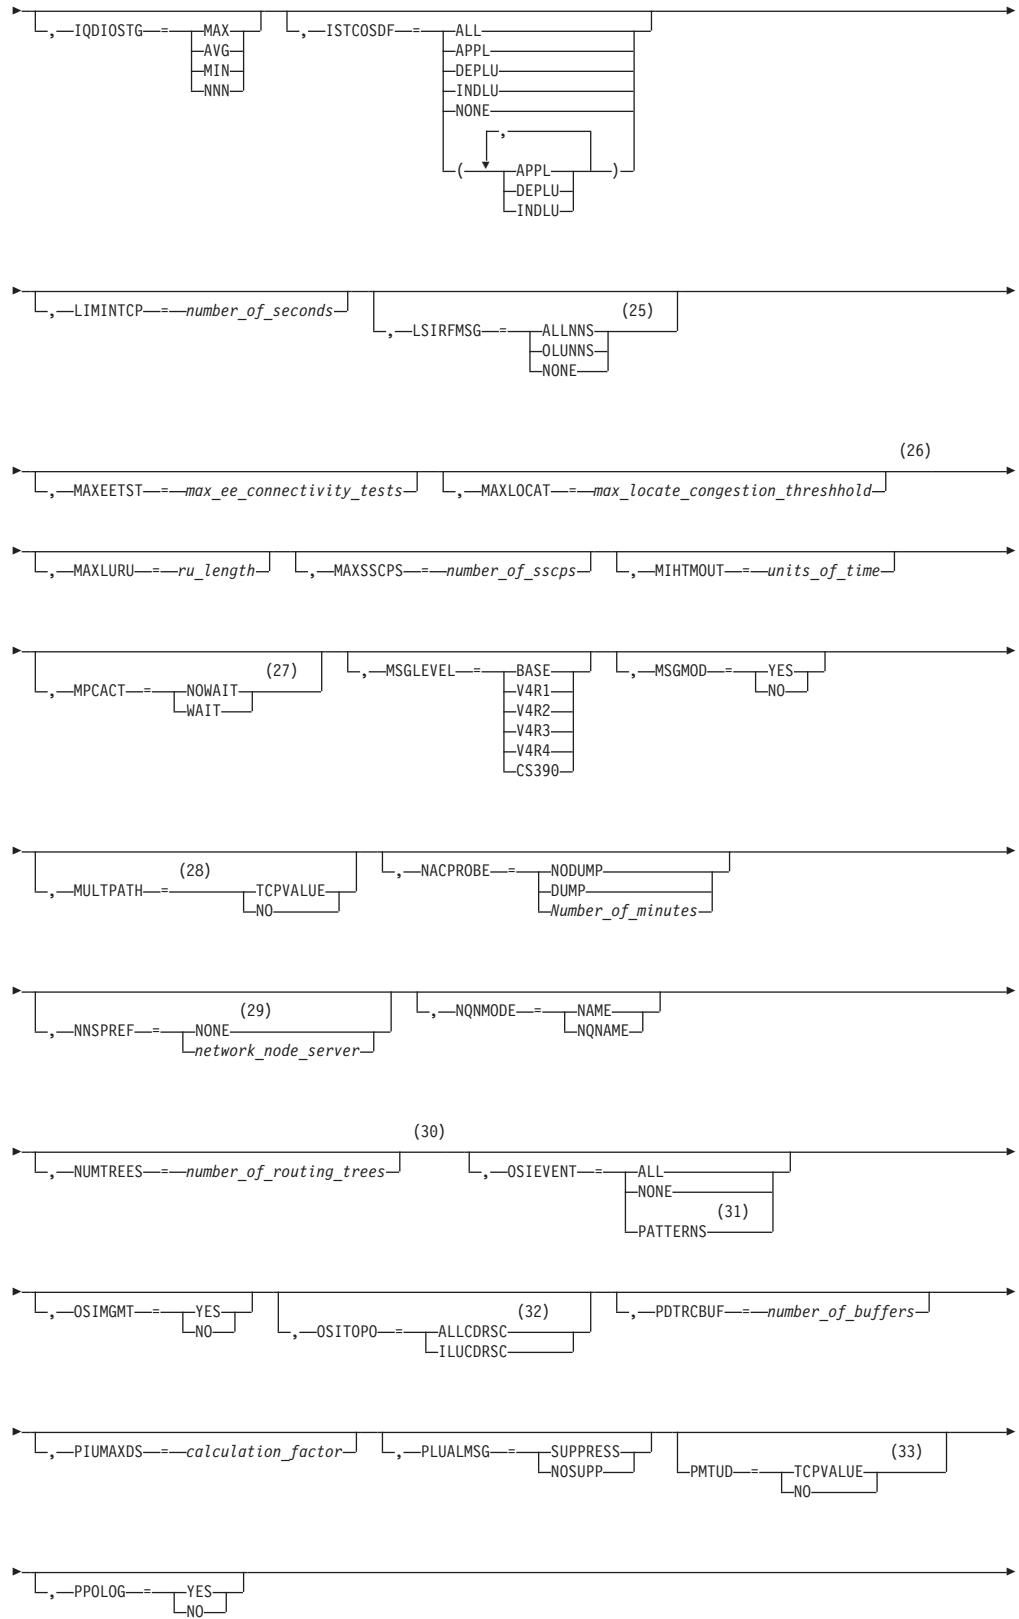 ,—IQDIOSTG—=—MAX ,—ISTCOSDF—=—ALL
AVG APPL
MIN DEPLU
NNN INDLU
NONE
,
( APPL )
DEPLU
INDLU
,—LIMINTCP—=—number_of_seconds (25)
,—LSIRFMSG—=—ALLNNS
OLUNNS
NONE
(26)
,—MAXEETST—=—max_ee_connectivity_tests ,—MAXLOCAT—=—max_locate_congestion_threshhold
,—MAXLURU—=—ru_length ,—MAXSSCPS—=—number_of_sscps ,—MIHTMOUT—=—units_of_time
(27) ,—MSGLEVEL—=—BASE ,—MSGMOD—=—YES
,—MPCACT—=—NOWAIT V4R1 NO
WAIT V4R2
V4R3
V4R4
CS390
(28) ,—NACPROBE—=—NODUMP
,—MULTPATH—=—TCPVALUE DUMP
NO Number_of_minutes
(29) ,—NQNMODE—=—NAME
,—NNSPREF—=—NONE NQNAME
network_node_server
(30)
,—NUMTREES—=—number_of_routing_trees ,—OSIEVENT—=—ALL
NONE
(31)
PATTERNS
,—OSIMGMT—=—YES (32) ,—PDTRCBUF—=—number_of_buffers
NO ,—OSITOPO—=—ALLCDRSC
ILUCDRSC
,—PIUMAXDS—=—calculation_factor ,—PLUALMSG—=—SUPPRESS (33)
NOSUPP PMTUD—=—TCPVALUE
NO
,—PPOLOG—=—YES
NO